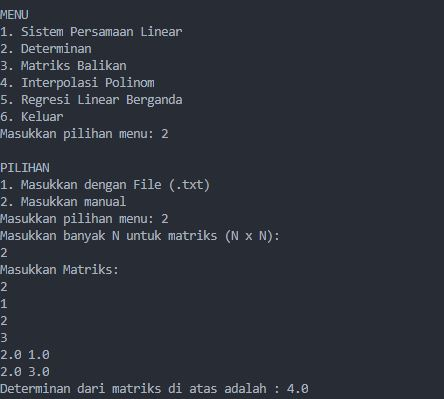 MENU
1. Sistem Persamaan Linear
2. Determinan
3. Matriks Balikan
4. Interpolasi Polinom
5. Regresi Linear Berganda
6. Keluar
Masukkan pilihan menu: 2
PILIHAN
1. Masukkan dengan File (.txt)
2. Masukkan manual
Masukkan pilihan menu: 2
Masukkan banyak N untuk matriks (N x N):
2
Masukkan Matriks:
2
1
2
3
2.0 1.0
2.0 3.0
Determinan dari matriks di atas adalah : 4.0